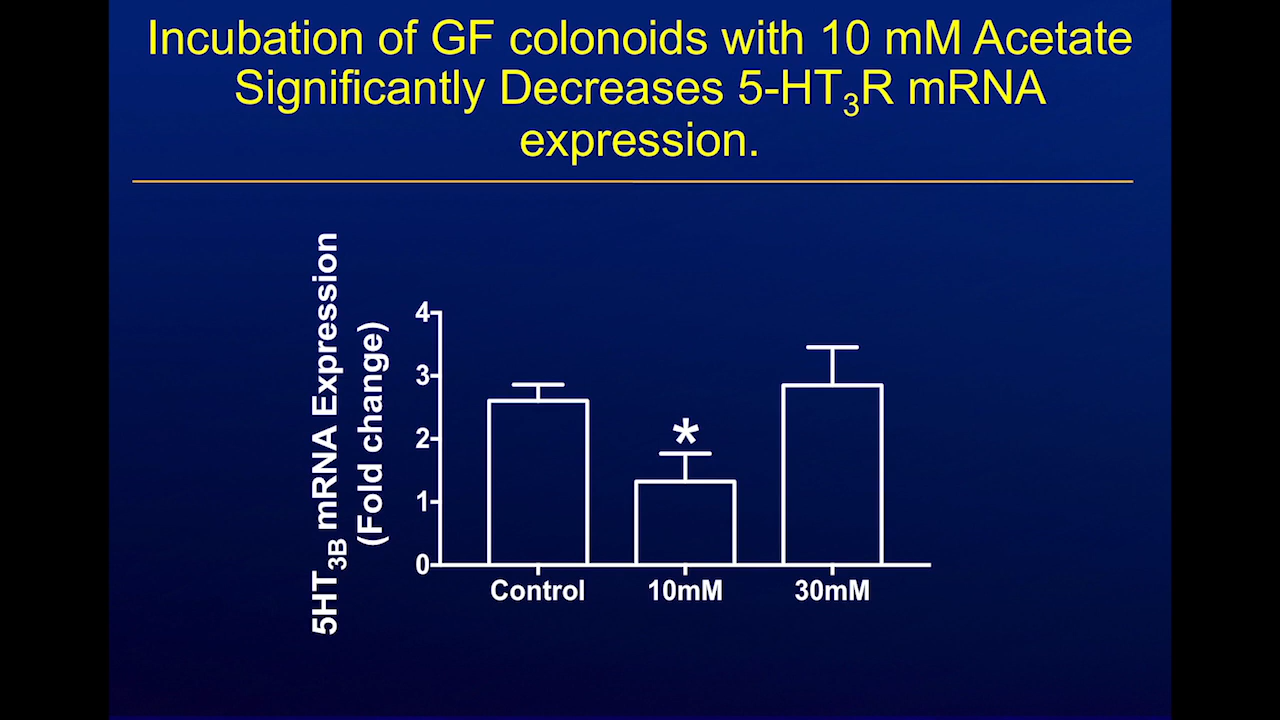 Incubation of GF colonoids with 10 mM Acetate
Significantly Decreases 5-HT₃R mRNA
expression.
5HT₃B mRNA Expression
(Fold change)
4
3
2
1
0
*
Control 10mM 30mM